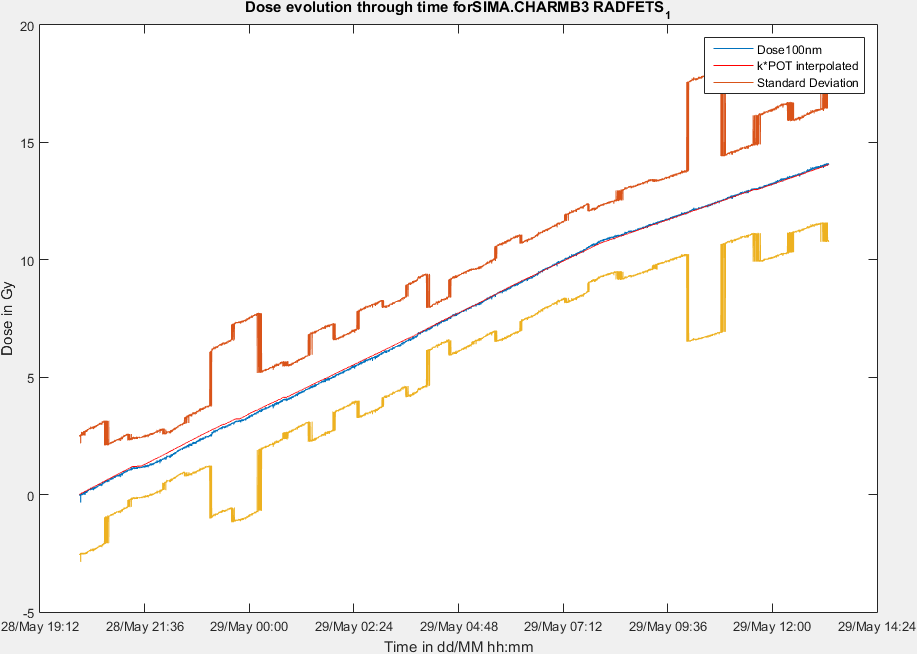 Dose evolution through time forSIMA.CHARMB3 RADFETS1
Dose100nm
k*POT interpolated
Standard Deviation
20
15
10
5
0
-5
Dose in Gy
28/May 19:12 28/May 21:36 29/May 00:00 29/May 02:24 29/May 04:48 29/May 07:12 29/May 09:36 29/May 12:00 29/May 14:24
Time in dd/MM hh:mm